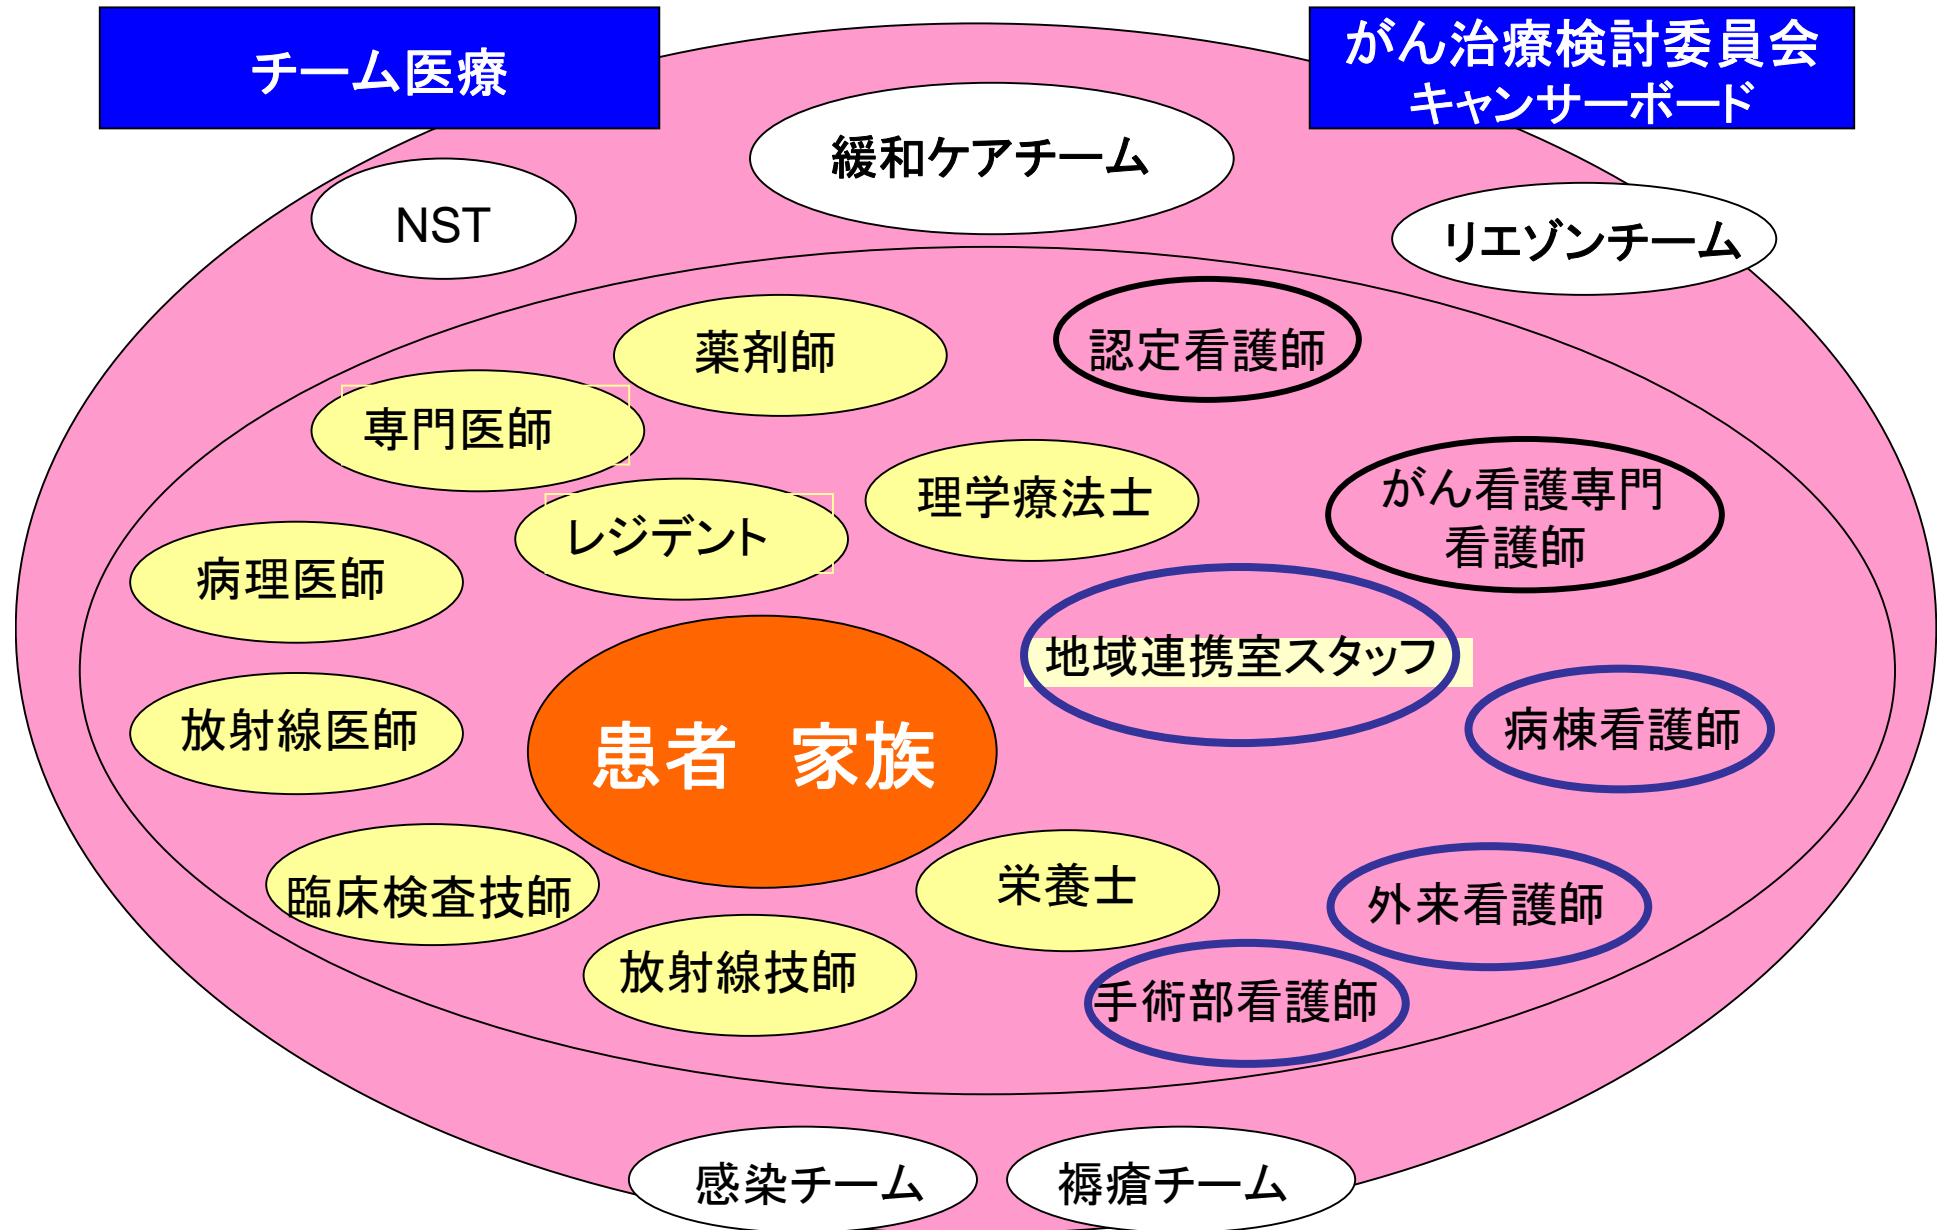 チーム医療
がん治療検討委員会
キャンサーボード
緩和ケアチーム
NST
リエゾンチーム
薬剤師
認定看護師
専門医師
理学療法士
がん看護専門
看護師
レジデント
病理医師
地域連携室スタッフ
放射線医師
患者　家族
病棟看護師
臨床検査技師
栄養士
外来看護師
放射線技師
手術部看護師
感染チーム
褥瘡チーム